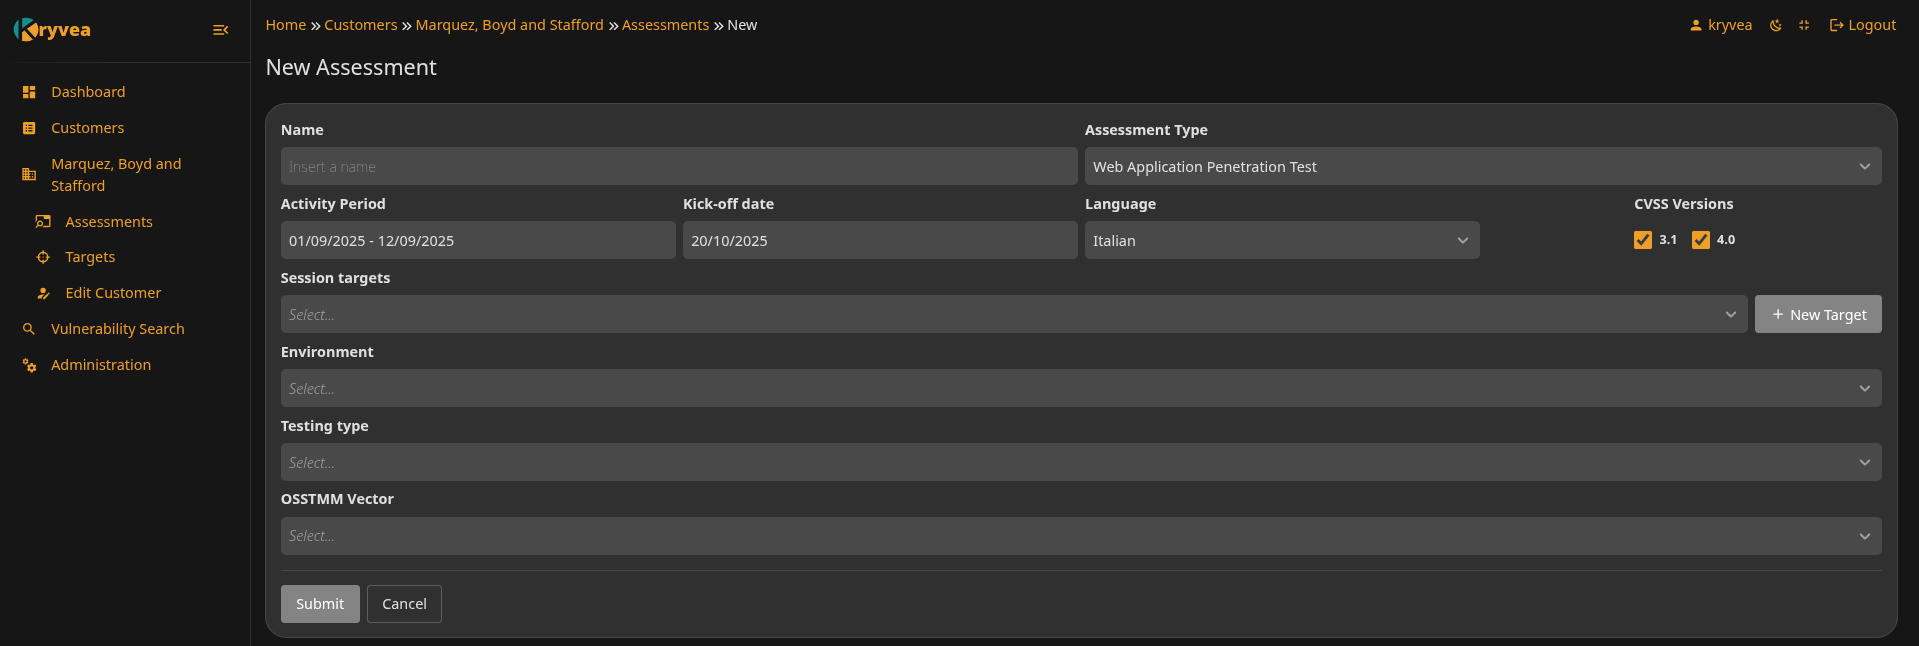 Kryvea
Home » Customers » Marquez, Boyd and Stafford » Assessments » New
kryvea
Logout
New Assessment
Dashboard
Customers
Marquez, Boyd and
Stafford
Assessments
Targets
Edit Customer
Vulnerability Search
Administration
Name
Assessment Type
Insert a name
Web Application Penetration Test
Activity Period
Kick-off date
Language
CVSS Versions
01/09/2025 - 12/09/2025
20/10/2025
Italian
3.1
4.0
Session targets
Select...
+ New Target
Environment
Select...
Testing type
Select...
OSSTMM Vector
Select...
Submit
Cancel